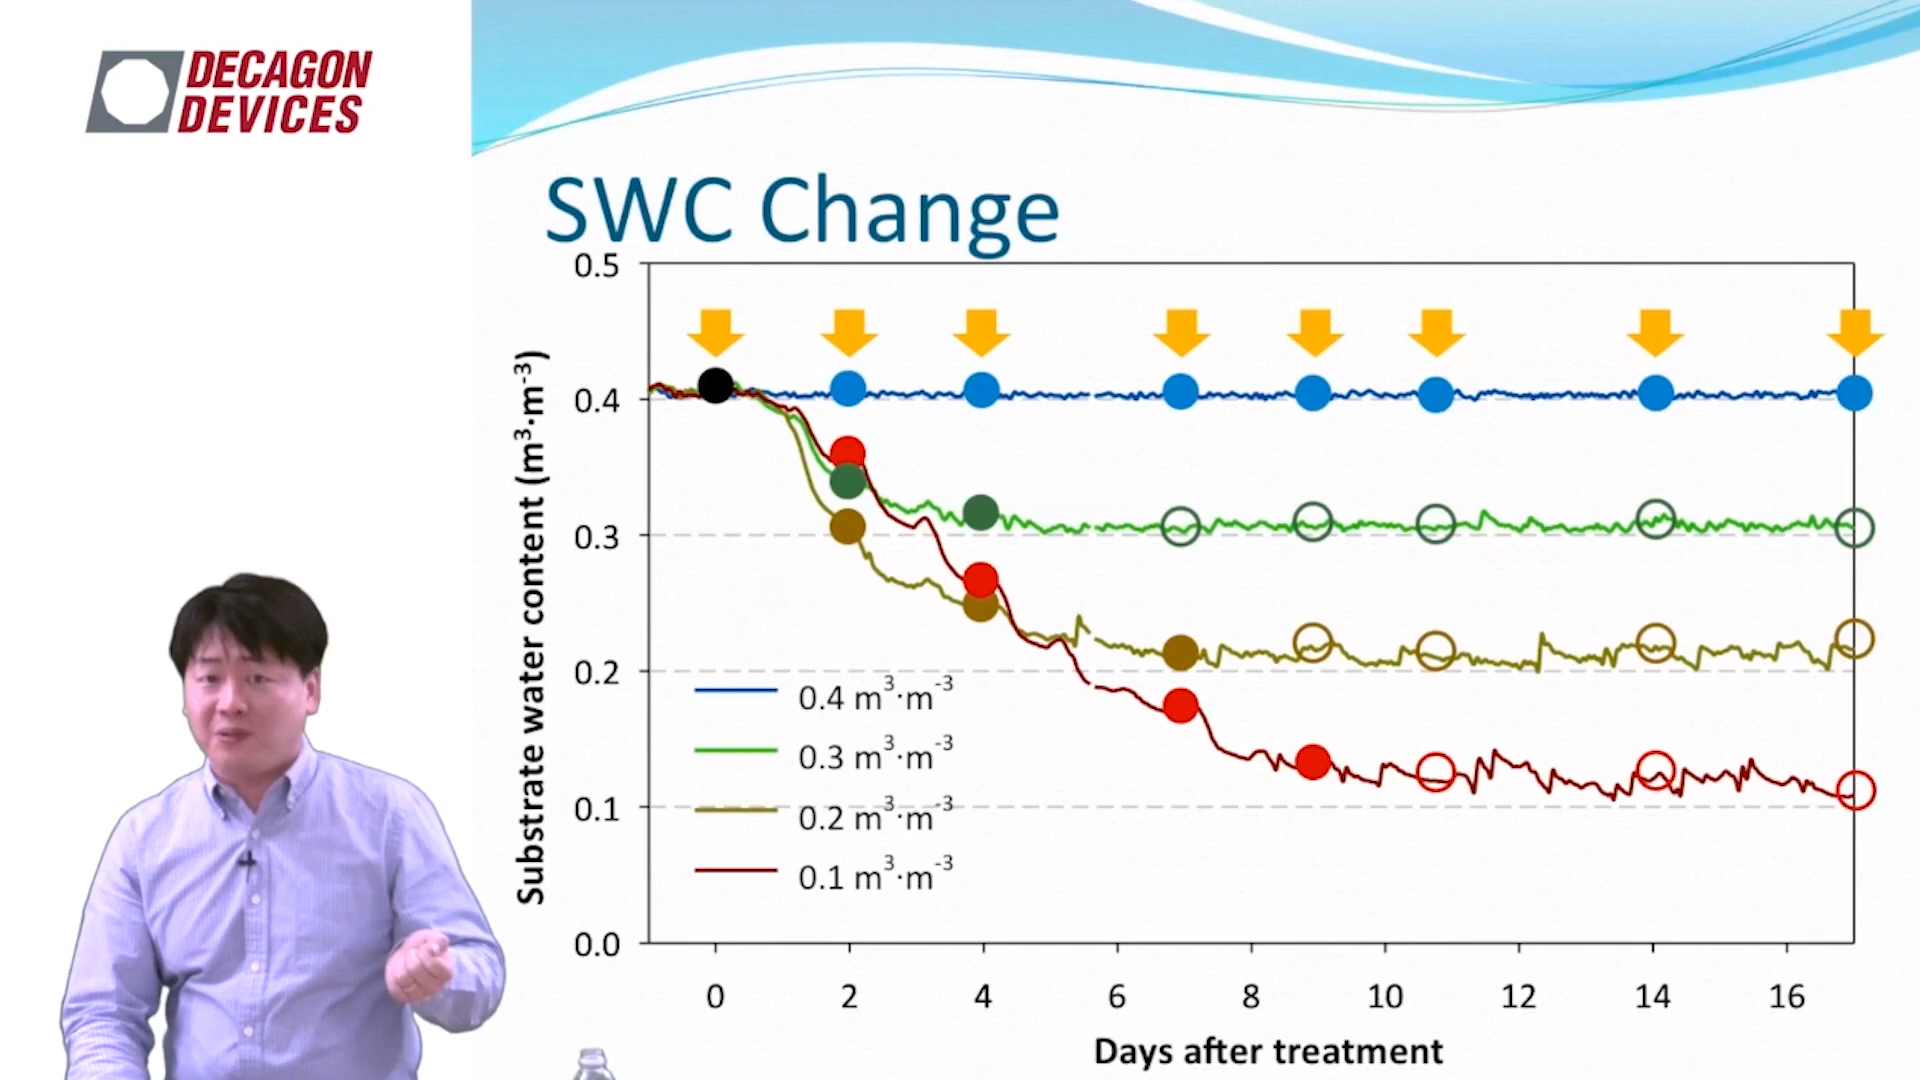 DECAGON
DEVICES
SWC Change
Substrate water content (m³·m⁻³)
0.5
0.4
0.3
0.2
0.1
0.0
0.4 m³·m⁻³
0.3 m³·m⁻³
0.2 m³·m⁻³
0.1 m³·m⁻³
0 2 4 6 8 10 12 14 16
Days after treatment